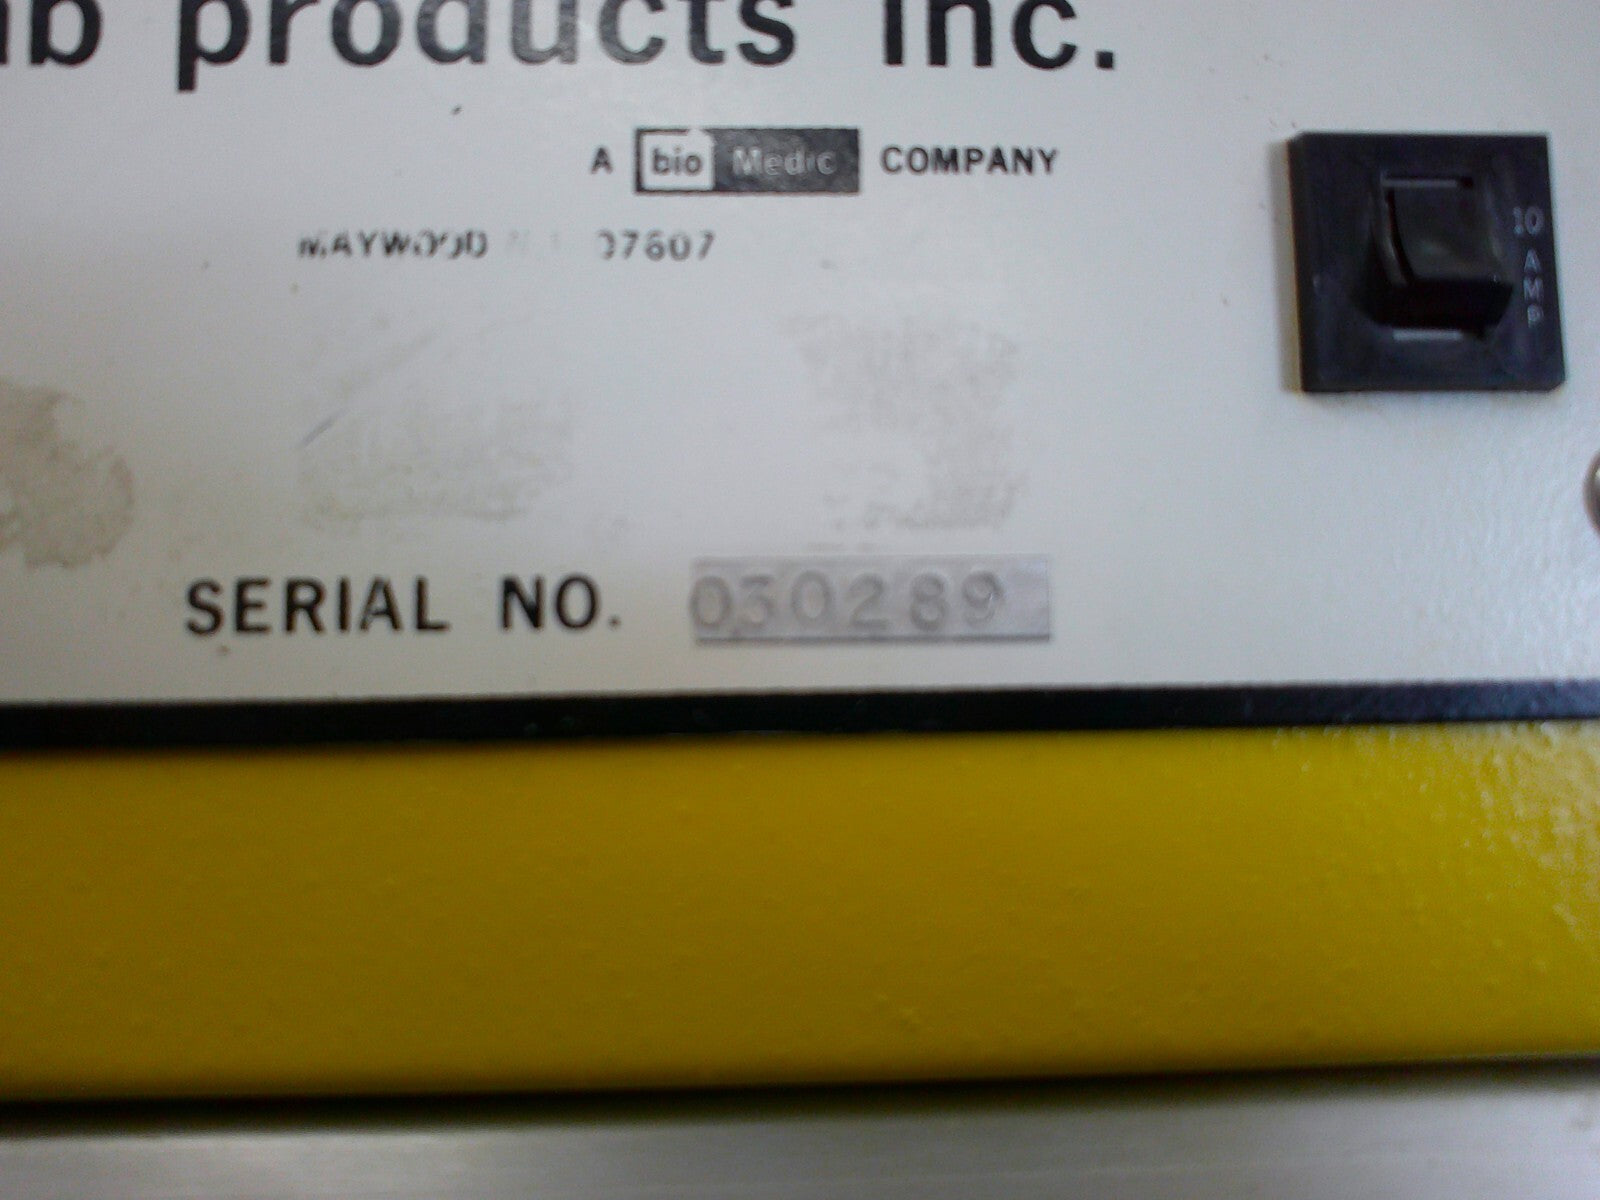 ab products inc.
A bio Medic COMPANY
MAYWOOD 07607
10 AMP
SERIAL NO. 030289